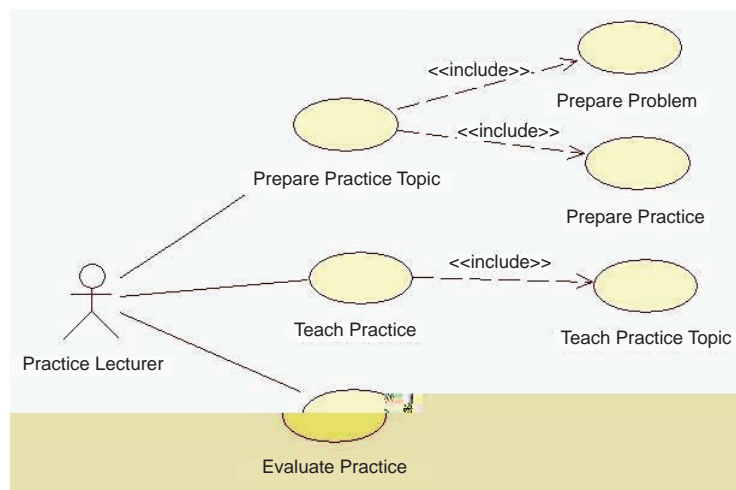 <<include>>
Prepare Problem
<<include>>
Prepare Practice Topic
Prepare Practice
<<include>>
Teach Practice
Teach Practice Topic
Practice Lecturer
Evaluate Practice